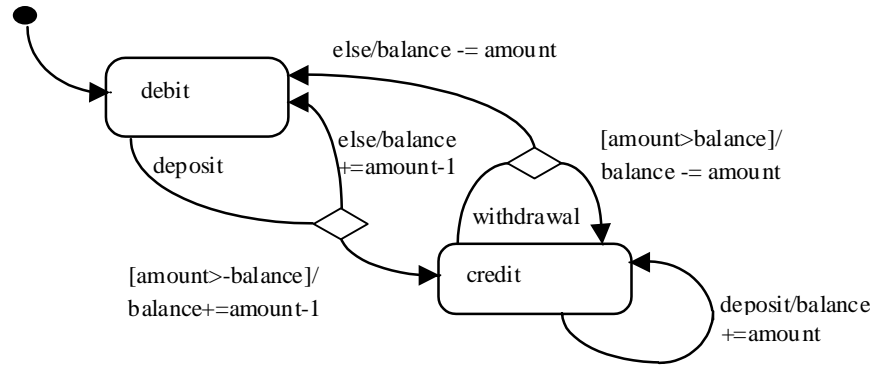 else/balance -= amount
debit
else/balance
+=amount-1
deposit
[amount>balance]/
balance -= amount
withdrawal
[amount>-balance]/
balance+=amount-1
credit
deposit/balance
+=amount